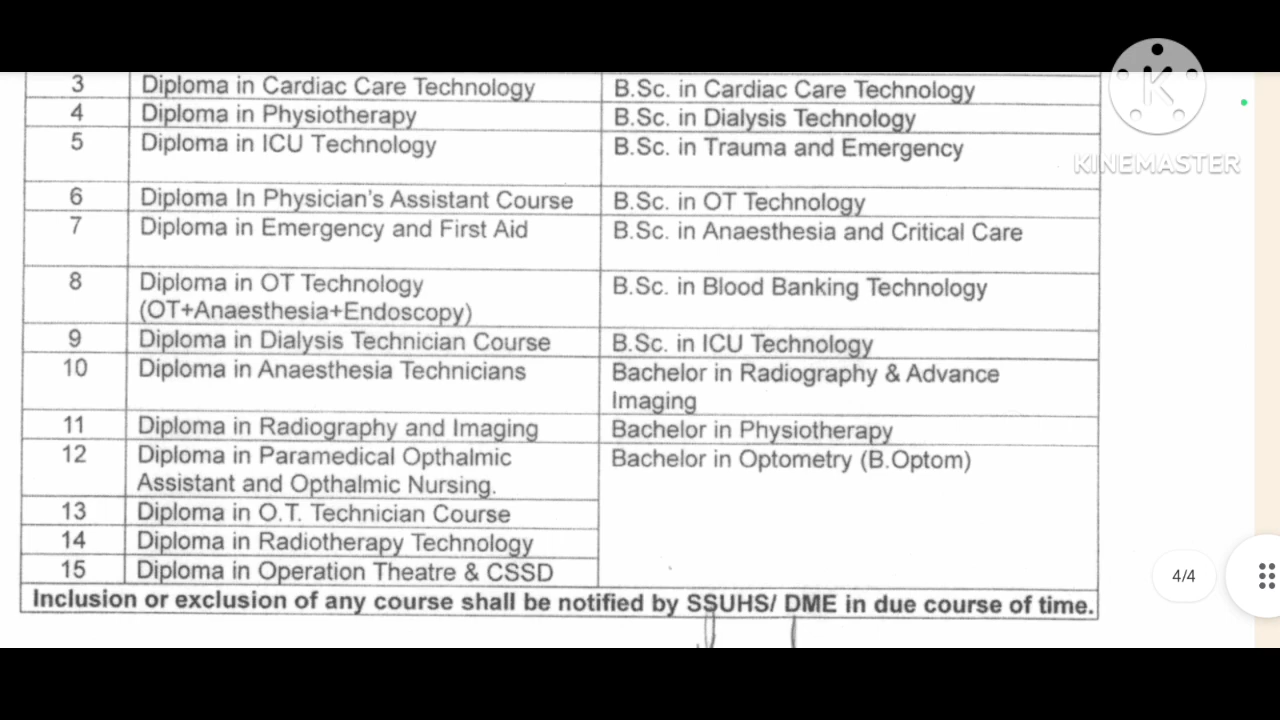 3 Diploma in Cardiac Care Technology B.Sc. in Cardiac Care Technology
4 Diploma in Physiotherapy B.Sc. in Dialysis Technology
5 Diploma in ICU Technology B.Sc. in Trauma and Emergency
6 Diploma In Physician's Assistant Course B.Sc. in OT Technology
7 Diploma in Emergency and First Aid B.Sc. in Anaesthesia and Critical Care
8 Diploma in OT Technology B.Sc. in Blood Banking Technology
(OT+Anaesthesia+Endoscopy)
9 Diploma in Dialysis Technician Course B.Sc. in ICU Technology
10 Diploma in Anaesthesia Technicians Bachelor in Radiography & Advance
Imaging
11 Diploma in Radiography and Imaging Bachelor in Physiotherapy
12 Diploma in Paramedical Opthalmic Bachelor in Optometry (B.Optom)
Assistant and Opthalmic Nursing.
13 Diploma in O.T. Technician Course
14 Diploma in Radiotherapy Technology
15 Diploma in Operation Theatre & CSSD
Inclusion or exclusion of any course shall be notified by SSUHS/ DME in due course of time.
K
KINEMASTER
4/4